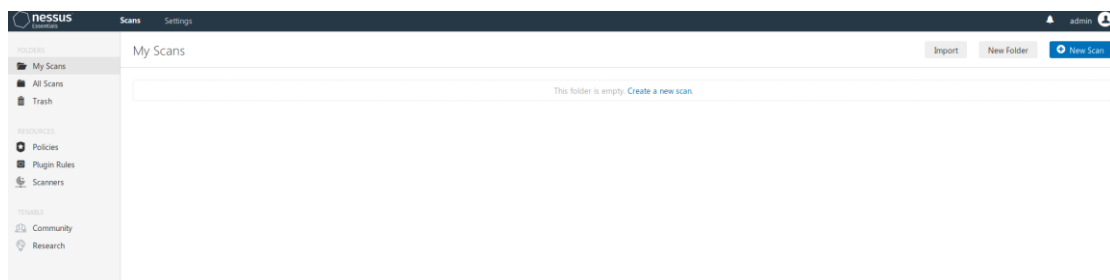 nessus
Essentials
Scans
Settings
admin
FOLDERS
My Scans
All Scans
Trash
RESOURCES
Policies
Plugin Rules
Scanners
TENABLE
Community
Research
My Scans
Import
New Folder
New Scan
This folder is empty. Create a new scan.